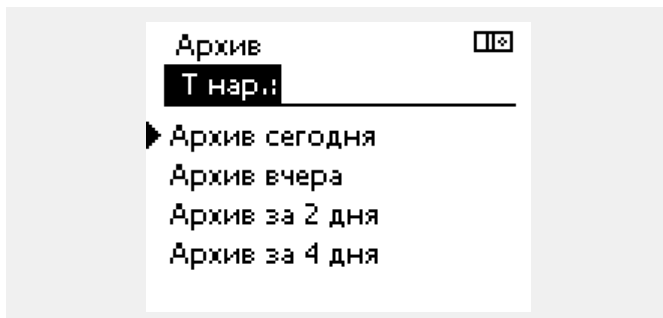 Архив
Т нар.:
Архив сегодня
Архив вчера
Архив за 2 дня
Архив за 4 дня